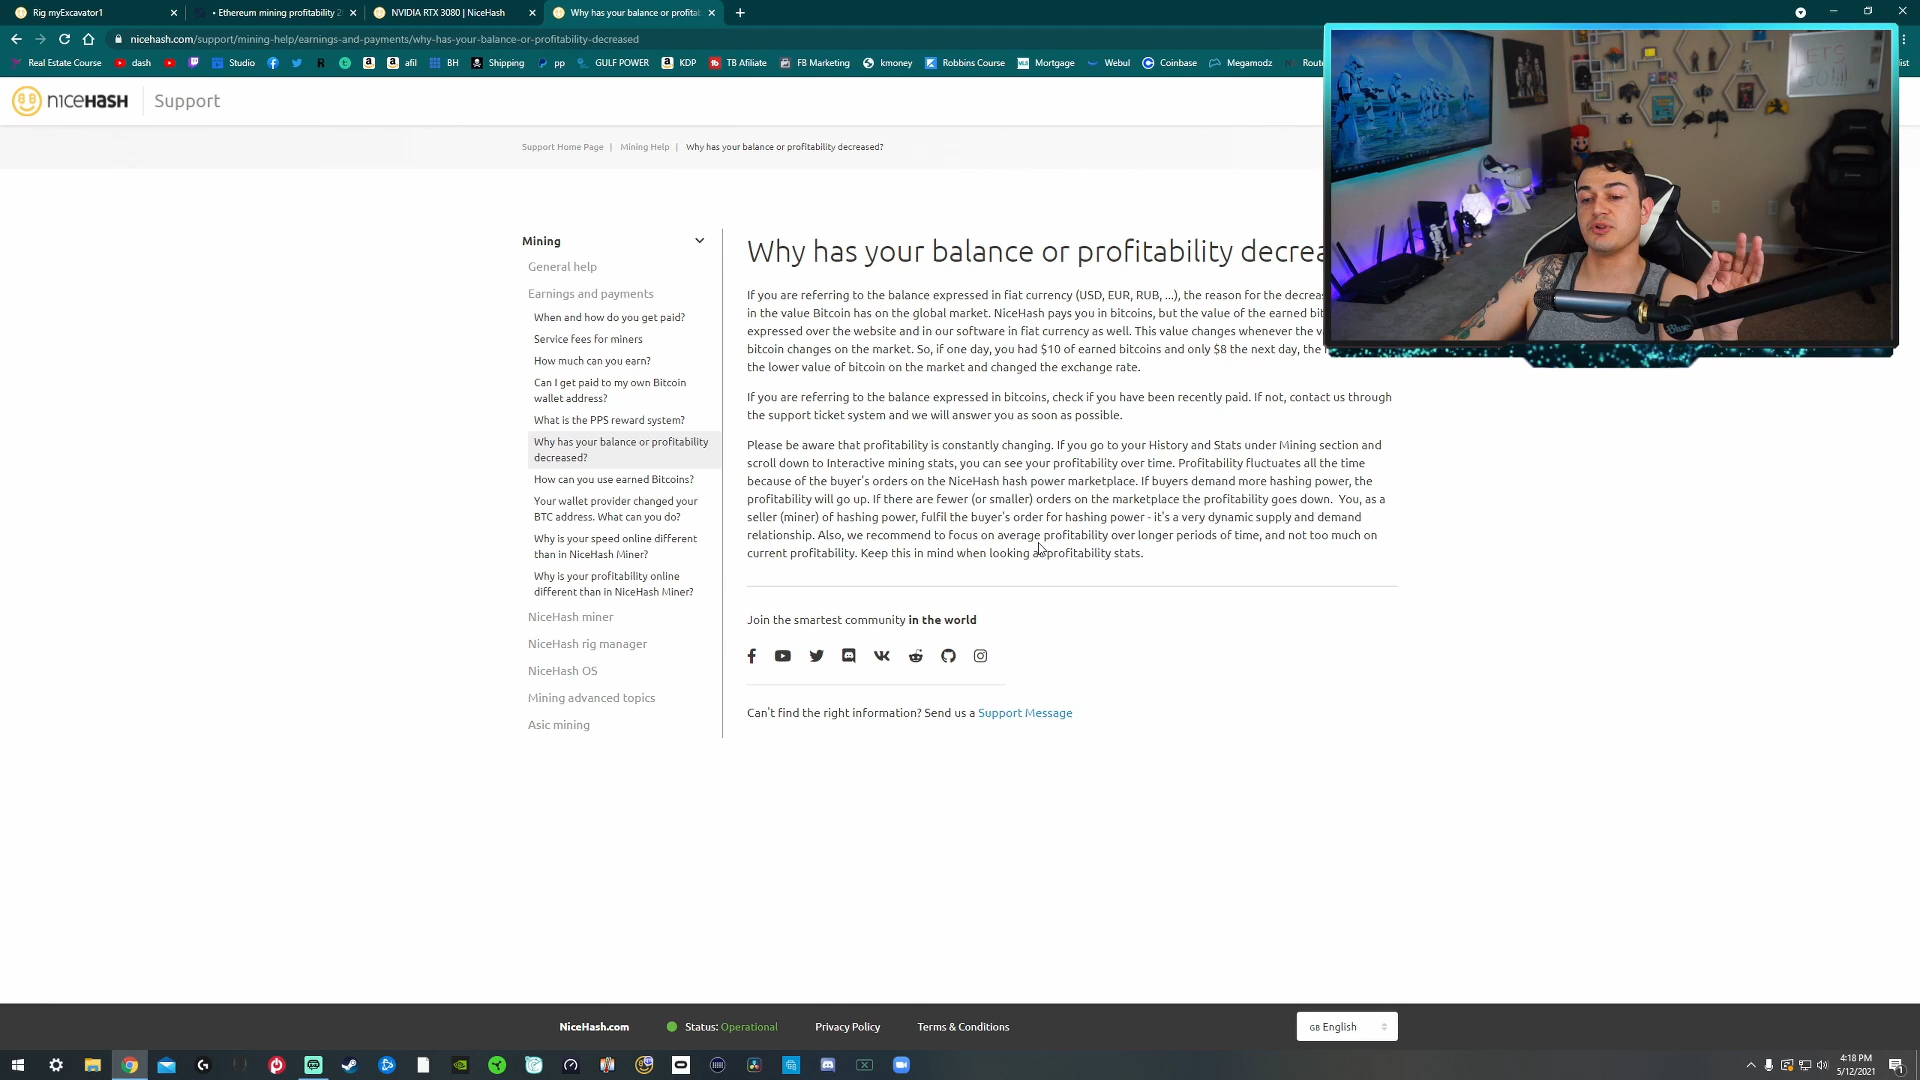 Rig myExcavator1
• Ethereum mining profitability 2
NVIDIA RTX 3080 | NiceHash
Why has your balance or profitab
nicehash.com/support/mining-help/earnings-and-payments/why-has-your-balance-or-profitability-decreased
Real Estate Course
dash
Studio
afil
BH
Shipping
pp
GULF POWER
KDP
TB Afiliate
FB Marketing
kmoney
Robbins Course
Mortgage
Webul
Coinbase
Megamodz
Route
list
LETS GO!!!
NICEHASH
Support
Support Home Page | Mining Help | Why has your balance or profitability decreased?
Mining
General help
Earnings and payments
When and how do you get paid?
Service fees for miners
How much can you earn?
Can I get paid to my own Bitcoin
wallet address?
What is the PPS reward system?
Why has your balance or profitability
decreased?
How can you use earned Bitcoins?
Your wallet provider changed your
BTC address. What can you do?
Why is your speed online different
than in NiceHash Miner?
Why is your profitability online
different than in NiceHash Miner?
NiceHash miner
NiceHash rig manager
NiceHash OS
Mining advanced topics
Asic mining
Why has your balance or profitability decrea
If you are referring to the balance expressed in fiat currency (USD, EUR, RUB, ...), the reason for the decreas
in the value Bitcoin has on the global market. NiceHash pays you in bitcoins, but the value of the earned bit
expressed over the website and in our software in fiat currency as well. This value changes whenever the v
bitcoin changes on the market. So, if one day, you had $10 of earned bitcoins and only $8 the next day, the
the lower value of bitcoin on the market and changed the exchange rate.
If you are referring to the balance expressed in bitcoins, check if you have been recently paid. If not, contact us through
the support ticket system and we will answer you as soon as possible.
Please be aware that profitability is constantly changing. If you go to your History and Stats under Mining section and
scroll down to Interactive mining stats, you can see your profitability over time. Profitability fluctuates all the time
because of the buyer's orders on the NiceHash hash power marketplace. If buyers demand more hashing power, the
profitability will go up. If there are fewer (or smaller) orders on the marketplace the profitability goes down. You, as a
seller (miner) of hashing power, fulfil the buyer's order for hashing power - it's a very dynamic supply and demand
relationship. Also, we recommend to focus on average profitability over longer periods of time, and not too much on
current profitability. Keep this in mind when looking a profitability stats.
Join the smartest community in the world
Can't find the right information? Send us a Support Message
NiceHash.com
Status: Operational
Privacy Policy
Terms & Conditions
GB English
4:18 PM
5/12/2021